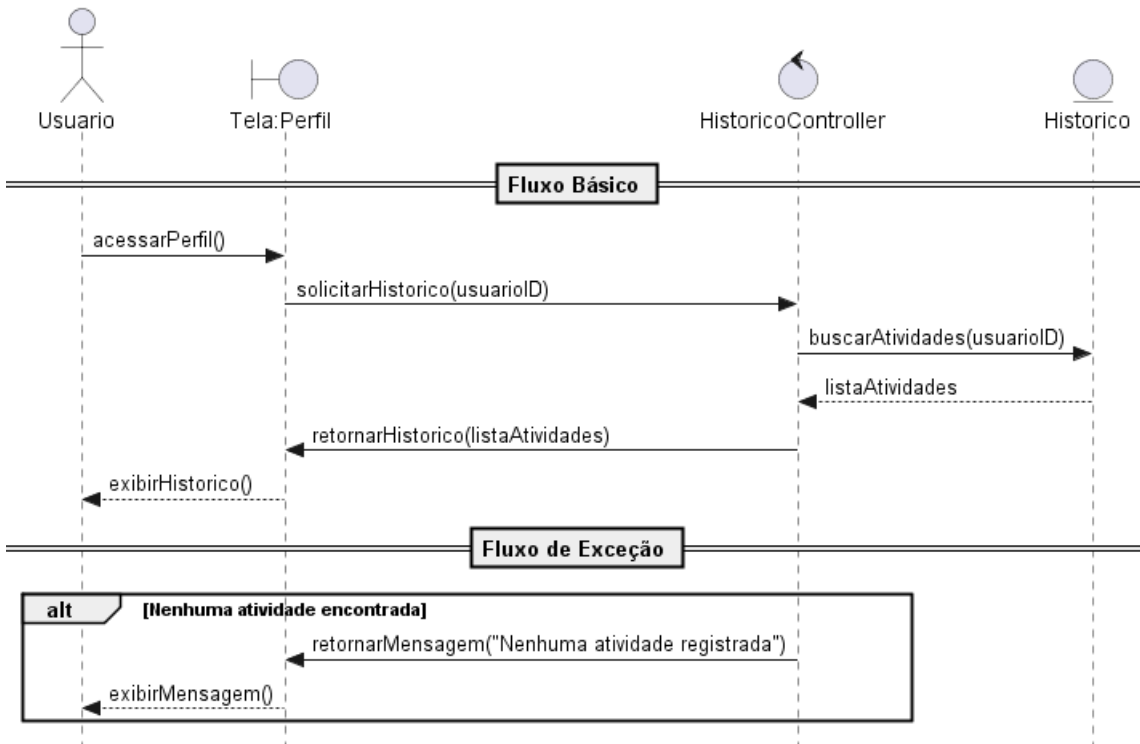 Usuario
Tela:Perfil
HistoricoController
Historico
Fluxo Básico
acessarPerfil()
solicitarHistorico(usuarioID)
buscarAtividades(usuarioID)
listaAtividades
retornarHistorico(listaAtividades)
exibirHistorico()
Fluxo de Exceção
alt
[Nenhuma atividade encontrada]
retornarMensagem("Nenhuma atividade registrada")
exibirMensagem()